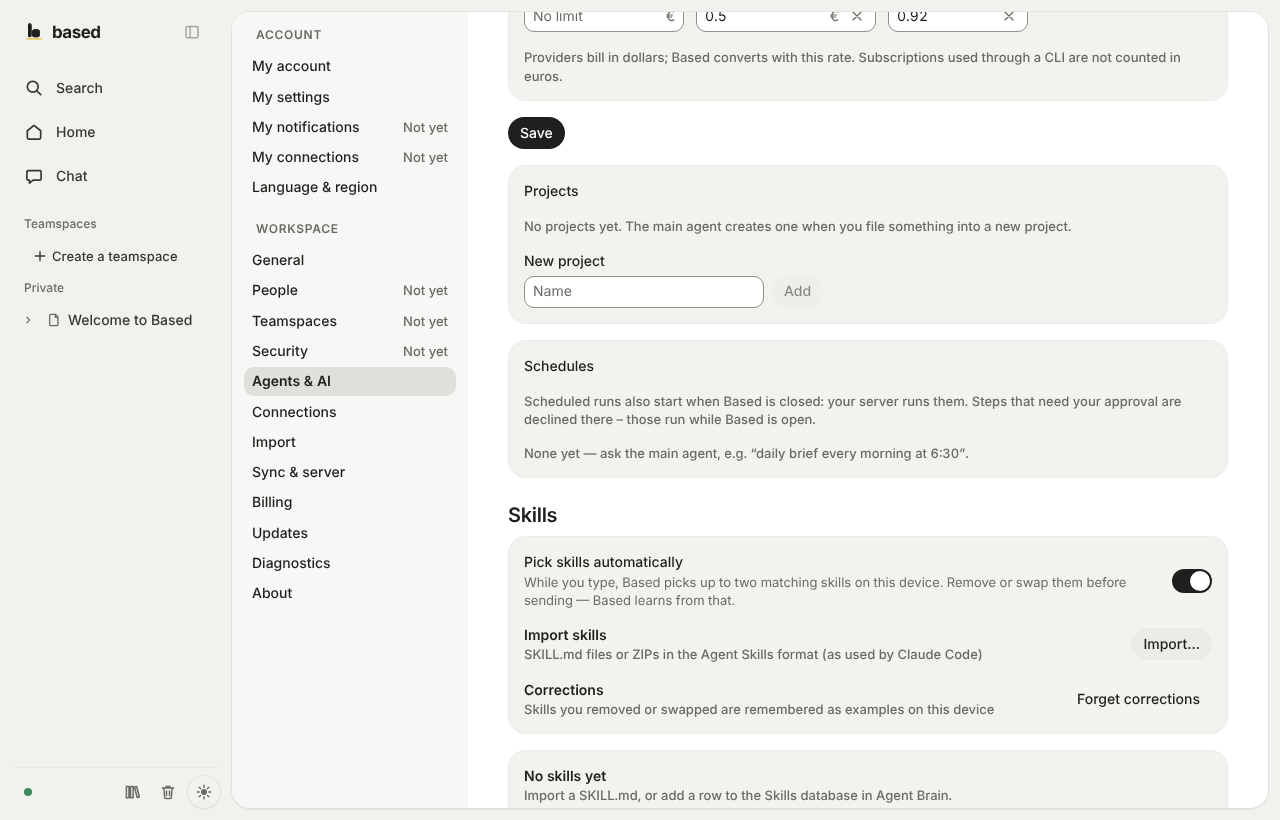 based
Search
Home
Chat
Teamspaces
Create a teamspace
Private
Welcome to Based
ACCOUNT
My account
My settings
My notifications Not yet
My connections Not yet
Language & region
WORKSPACE
General
People Not yet
Teamspaces Not yet
Security Not yet
Agents & AI
Connections
Import
Sync & server
Billing
Updates
Diagnostics
About
No limit € 0.5 € 0.92
Providers bill in dollars; Based converts with this rate. Subscriptions used through a CLI are not counted in
euros.
Save
Projects
No projects yet. The main agent creates one when you file something into a new project.
New project
Name Add
Schedules
Scheduled runs also start when Based is closed: your server runs them. Steps that need your approval are
declined there – those run while Based is open.
None yet — ask the main agent, e.g. “daily brief every morning at 6:30”.
Skills
Pick skills automatically
While you type, Based picks up to two matching skills on this device. Remove or swap them before
sending — Based learns from that.
Import skills
SKILL.md files or ZIPs in the Agent Skills format (as used by Claude Code)
Import...
Corrections
Skills you removed or swapped are remembered as examples on this device
Forget corrections
No skills yet
Import a SKILL.md, or add a row to the Skills database in Agent Brain.